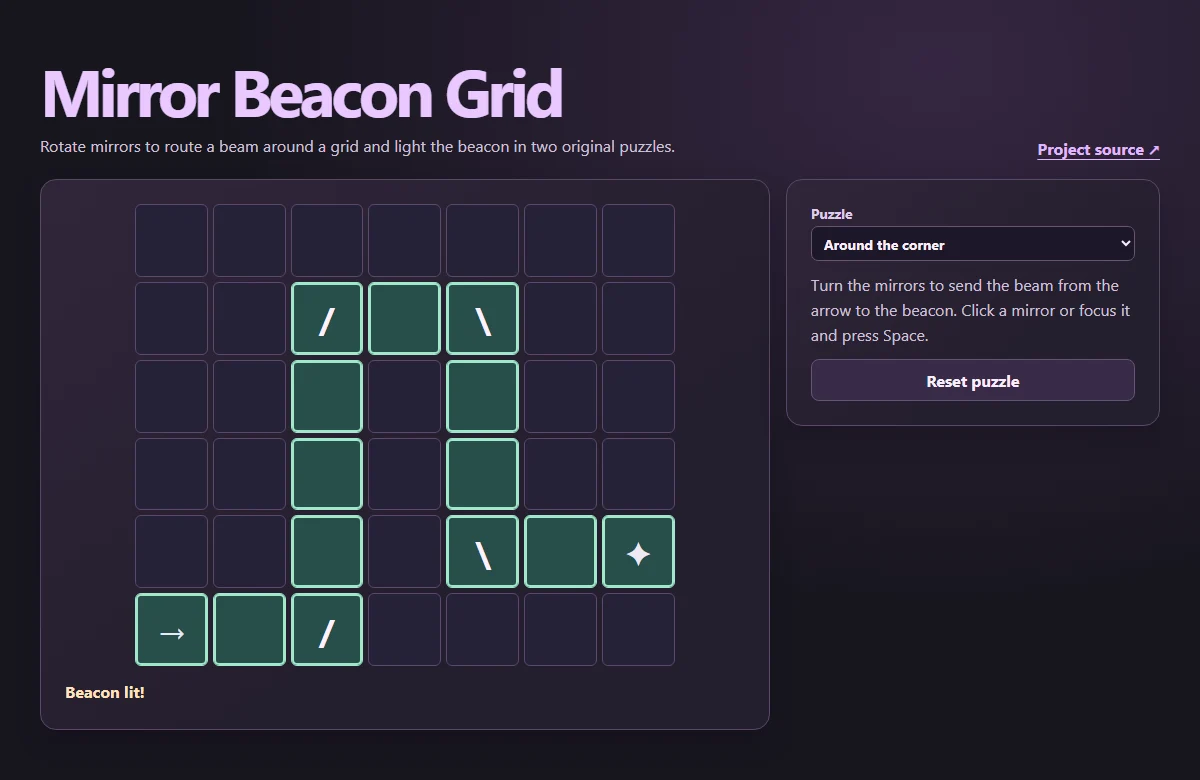 Mirror Beacon Grid
Rotate mirrors to route a beam around a grid and light the beacon in two original puzzles.
Project source ↗
/ \
\ ✦
→ /
Beacon lit!
Puzzle
Around the corner
Turn the mirrors to send the beam from the
arrow to the beacon. Click a mirror or focus it
and press Space.
Reset puzzle